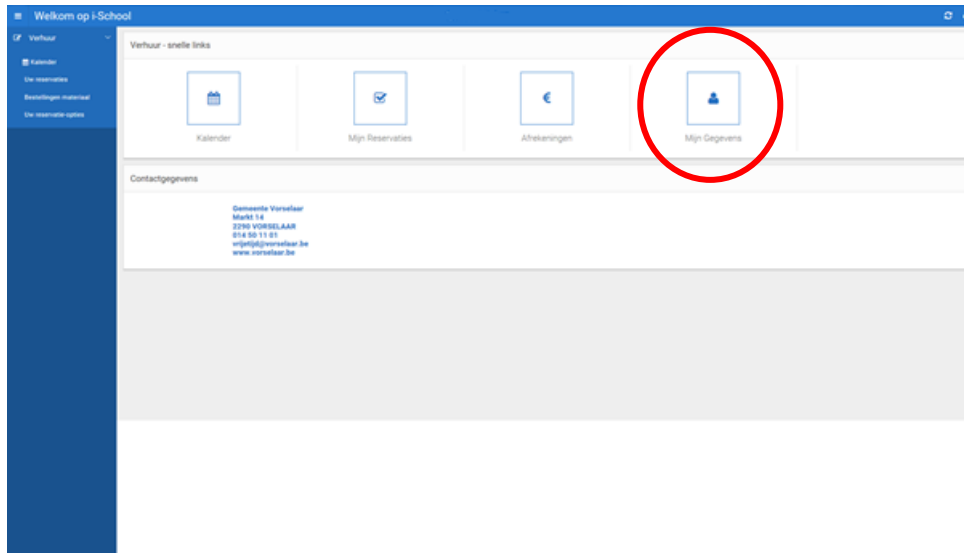 Welkom op i-School
Verhuur
Kalender
Uw reservaties
Bestellingen materiaal
Uw reservatie-opties
Verhuur - snelle links
Kalender
Mijn Reservaties
Afrekeningen
Mijn Gegevens
Contactgegevens
Gemeente Vorselaar
Markt 14
2290 VORSELAAR
014 50 11 01
vrijetijd@vorselaar.be
www.vorselaar.be